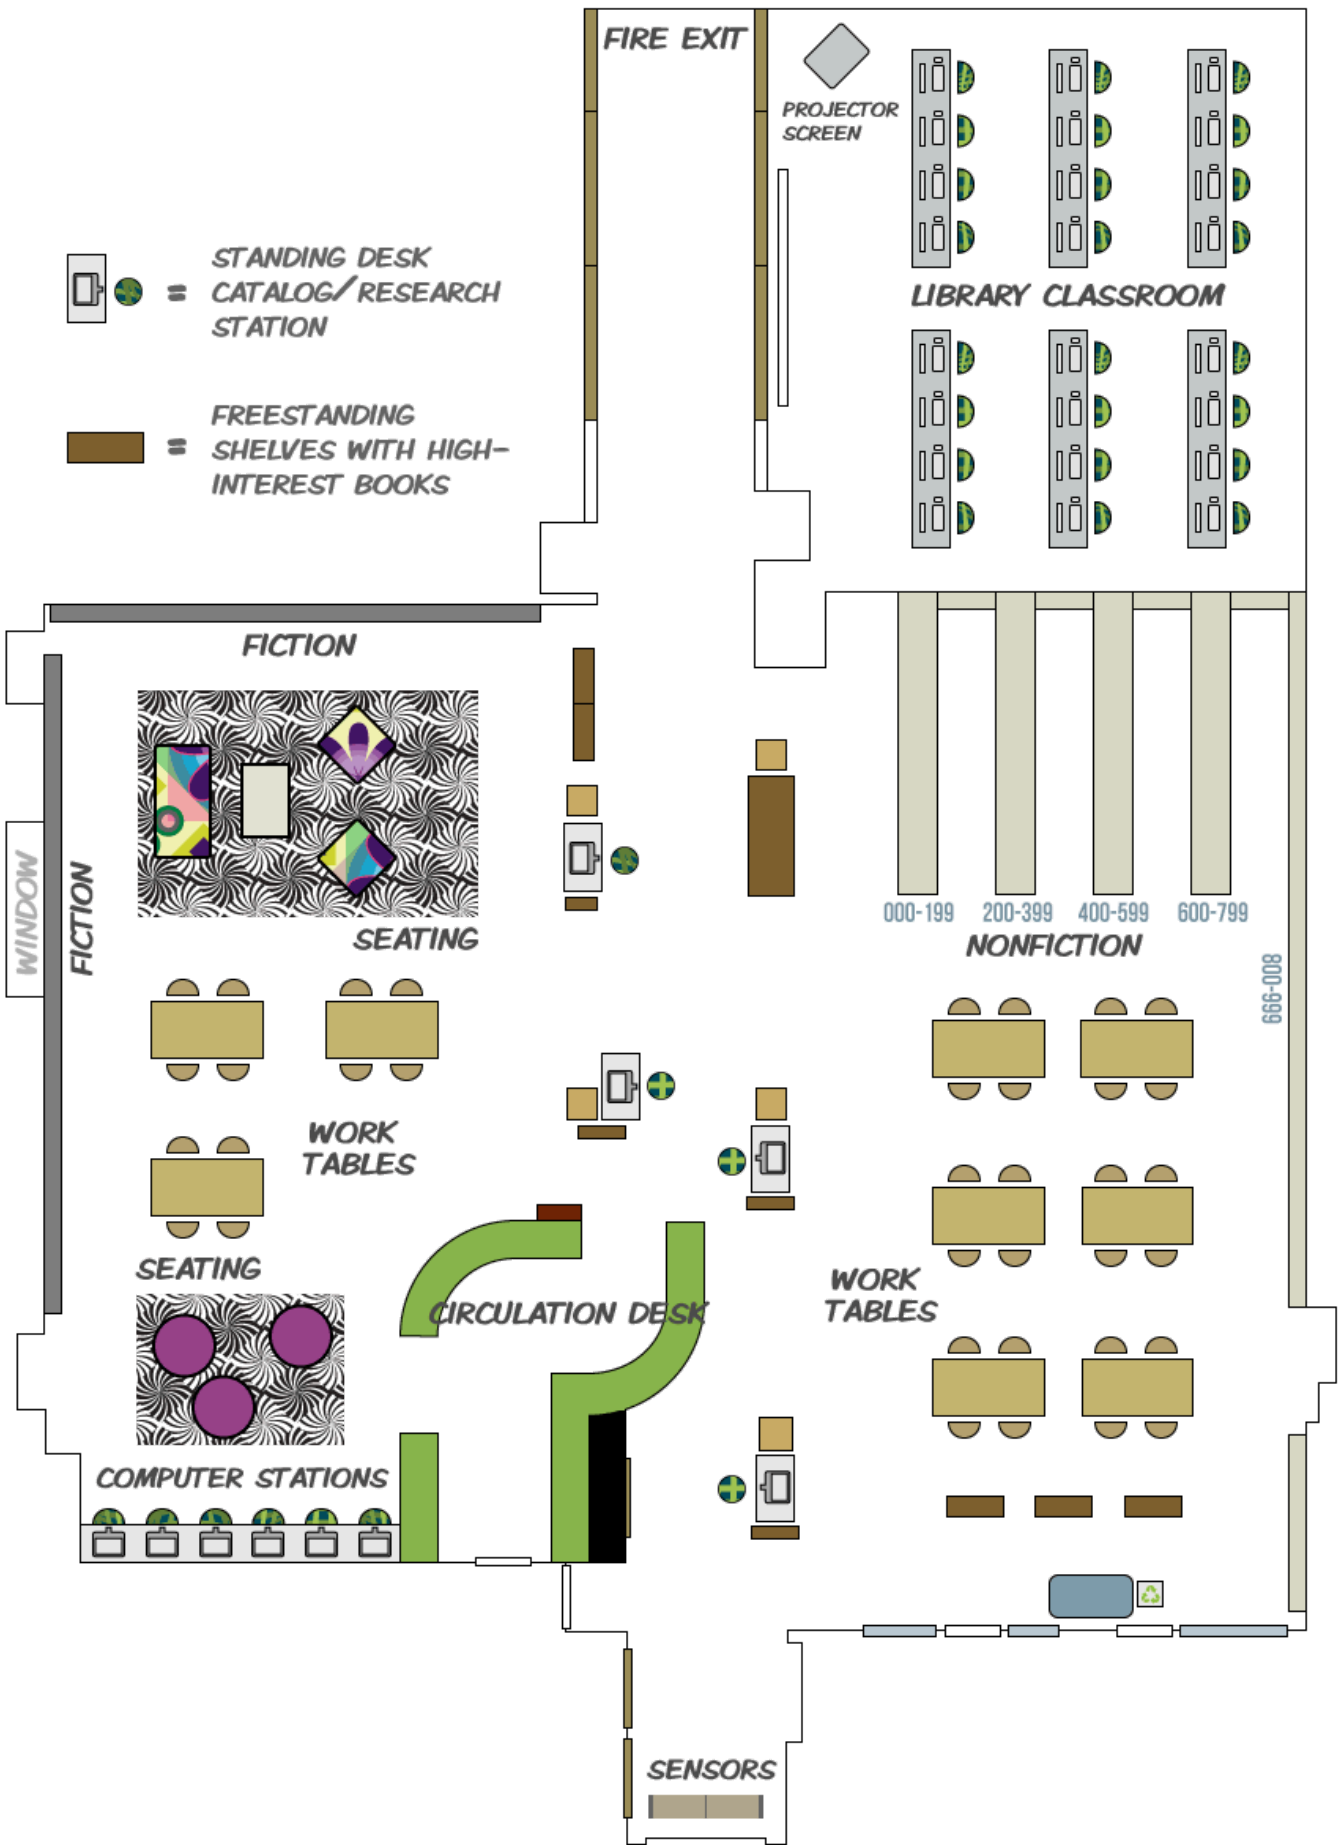 FIRE EXIT
PROJECTOR
SCREEN
STANDING DESK
= CATALOG/RESEARCH
STATION
LIBRARY CLASSROOM
FREESTANDING
= SHELVES WITH HIGH-
INTEREST BOOKS
FICTION
WINDOW
FICTION
SEATING
000-199 200-399 400-599 600-799
NONFICTION
800-999
WORK
TABLES
SEATING
CIRCULATION DESK
WORK
TABLES
COMPUTER STATIONS
SENSORS